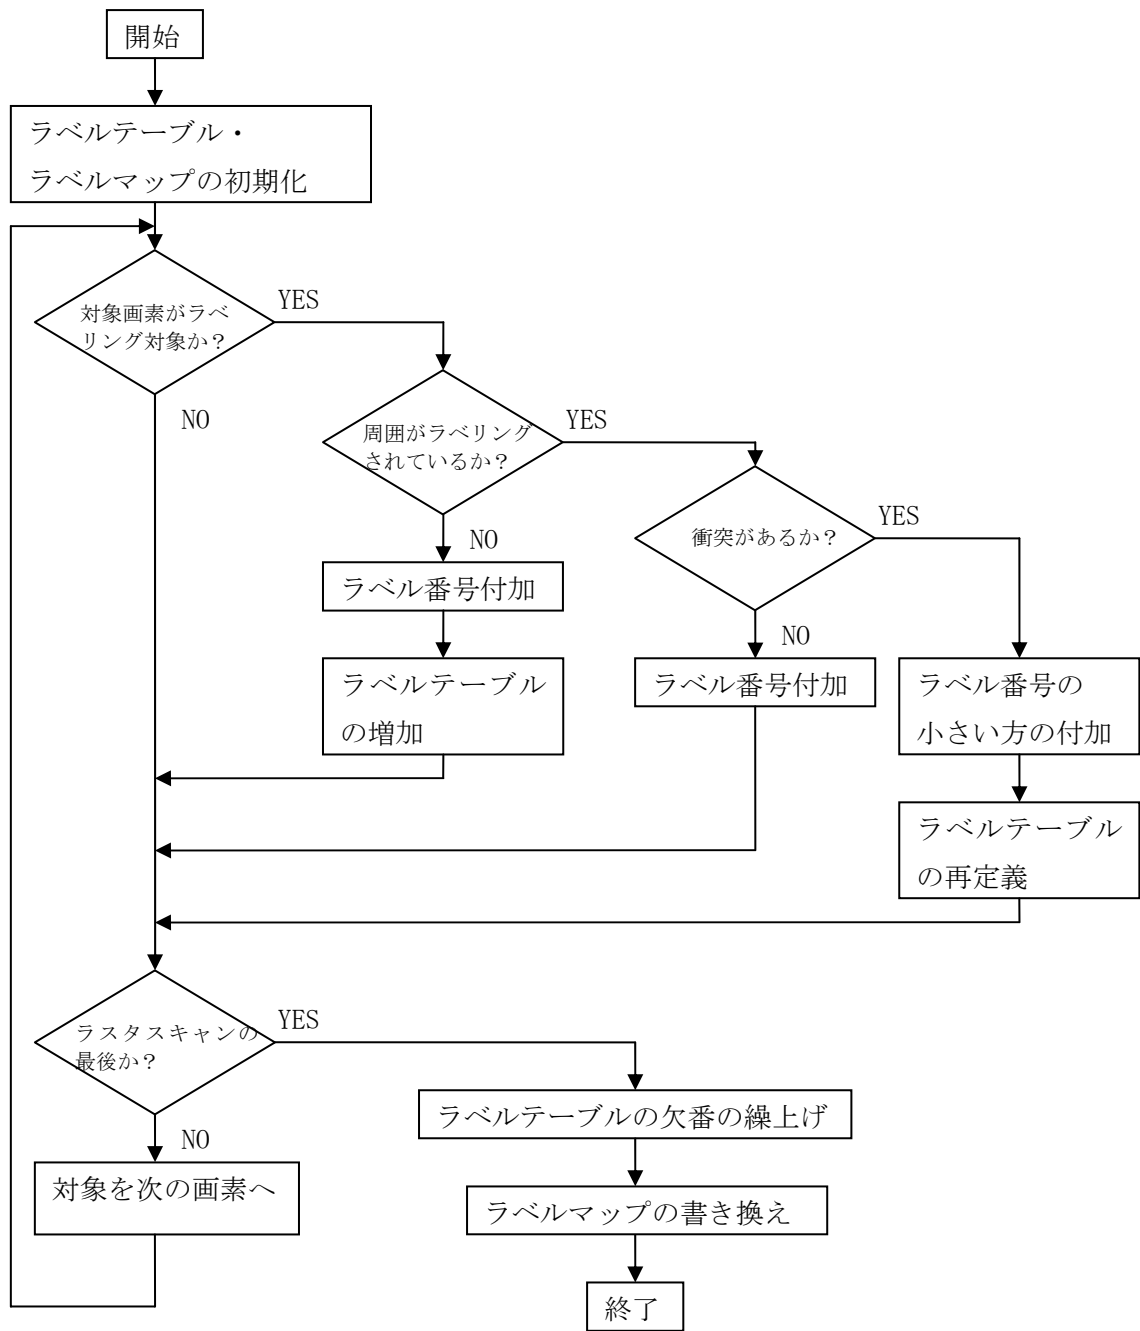 開始
ラベルテーブル・
ラベルマップの初期化
対象画素がラベ
リング対象か？
YES
NO
周囲がラベリング
されているか？
YES
NO
衝突があるか？
YES
NO
ラベル番号付加
ラベルテーブル
の増加
ラベル番号付加
ラベル番号の
小さい方の付加
ラベルテーブル
の再定義
ラスタスキャンの
最後か？
YES
NO
対象を次の画素へ
ラベルテーブルの欠番の繰上げ
ラベルマップの書き換え
終了